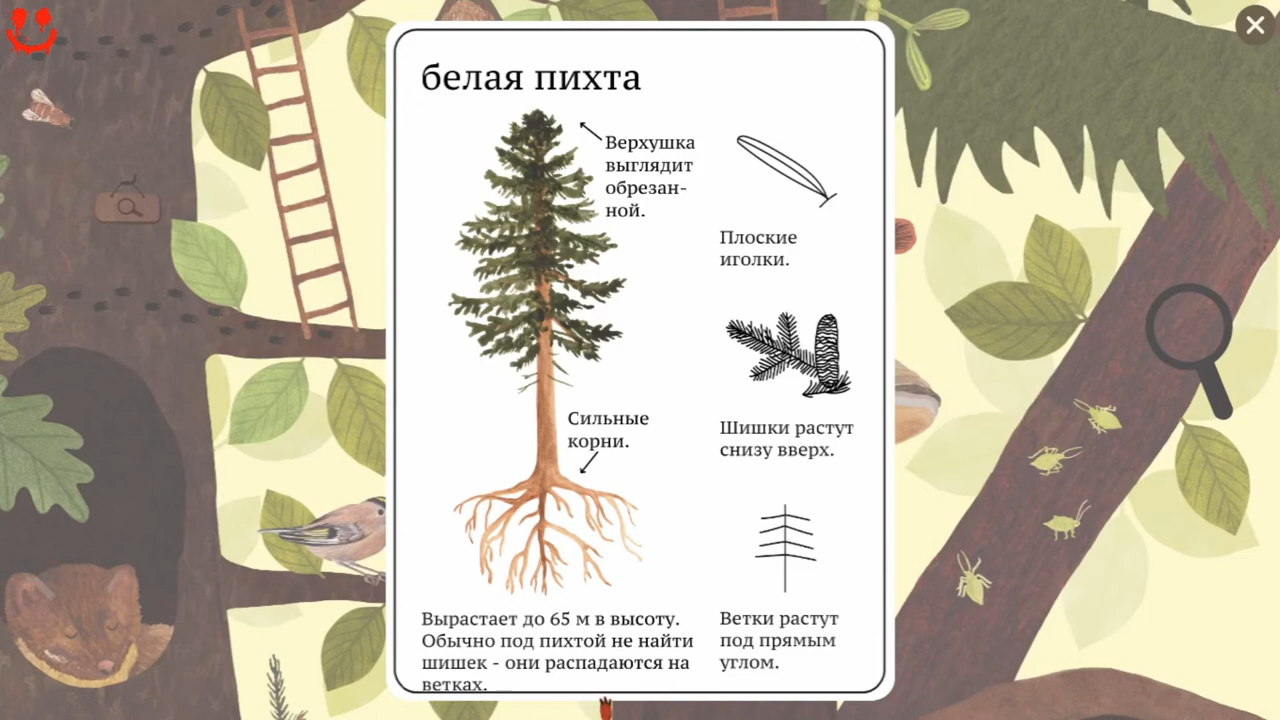 белая пихта
Верхушка
выглядит
обрезан-
ной.
Плоские
иголки.
Шишки растут
снизу вверх.
Сильные
корни.
Ветки растут
под прямым
углом.
Вырастает до 65 м в высоту.
Обычно под пихтой не найти
шишек - они распадаются на
ветках.